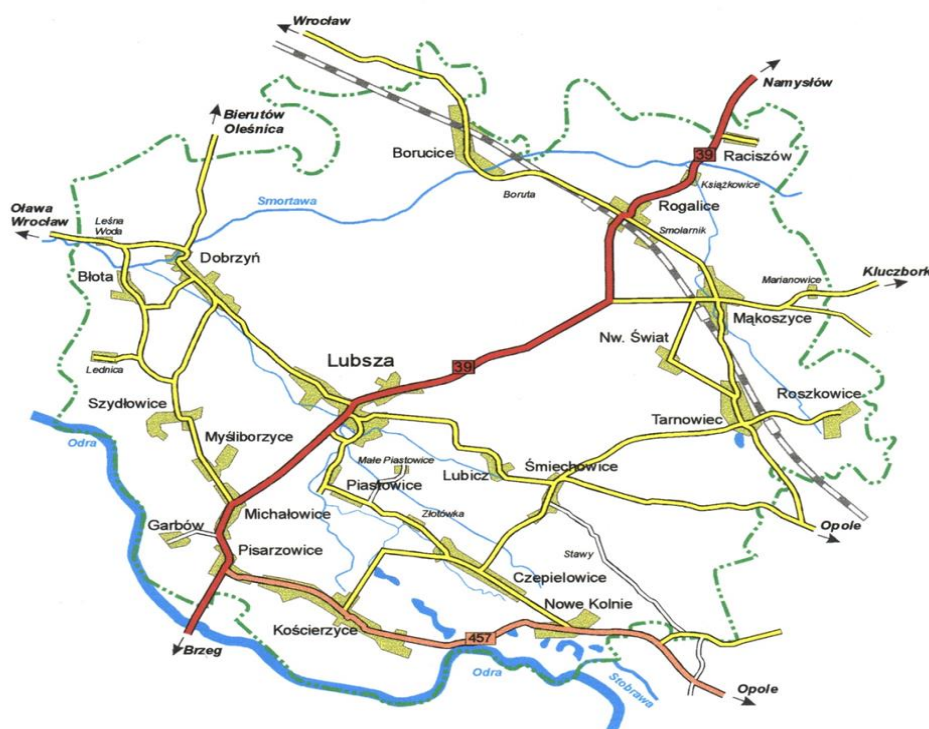 Wrocław
Namysłów
Bierutów
Oleśnica
Borucice
39
Raciszów
Książkowice
Boruta
Smortawa
Rogalice
Oława
Wrocław
Leśna
Woda
Smolarnik
Dobrzyń
Błota
Marianowice
Kluczbork
Mąkoszyce
Nw. Świat
Lubsza
39
Lednica
Roszkowice
Szydłowice
Tarnowiec
Odra
Myśliborzyce
Małe Piastowice
Lubicz
Śmiechowice
Piastowice
Michałowice
Złotówka
Garbów
Opole
Pisarzowice
Stawy
Czepielowice
Nowe Kolnie
Kościerzyce
457
Brzeg
Odra
Stobrawa
Opole